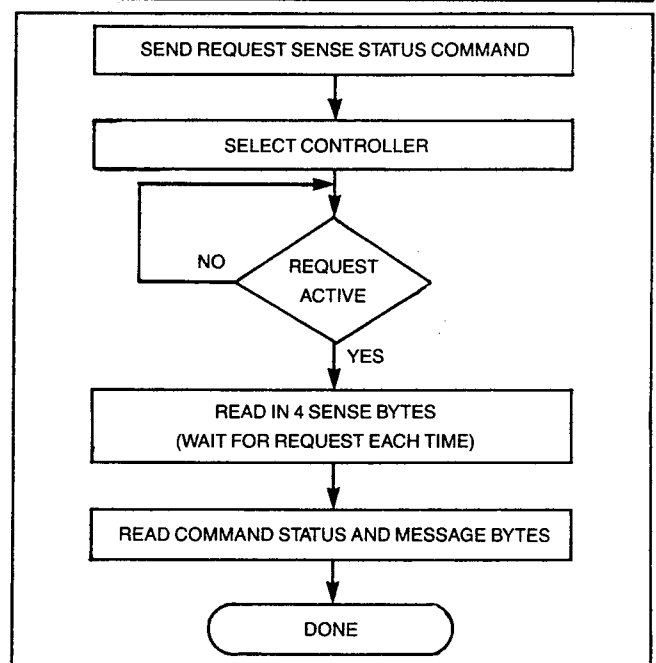 SEND REQUEST SENSE STATUS COMMAND
SELECT CONTROLLER
NO
REQUEST
ACTIVE
YES
READ IN 4 SENSE BYTES
(WAIT FOR REQUEST EACH TIME)
READ COMMAND STATUS AND MESSAGE BYTES
DONE